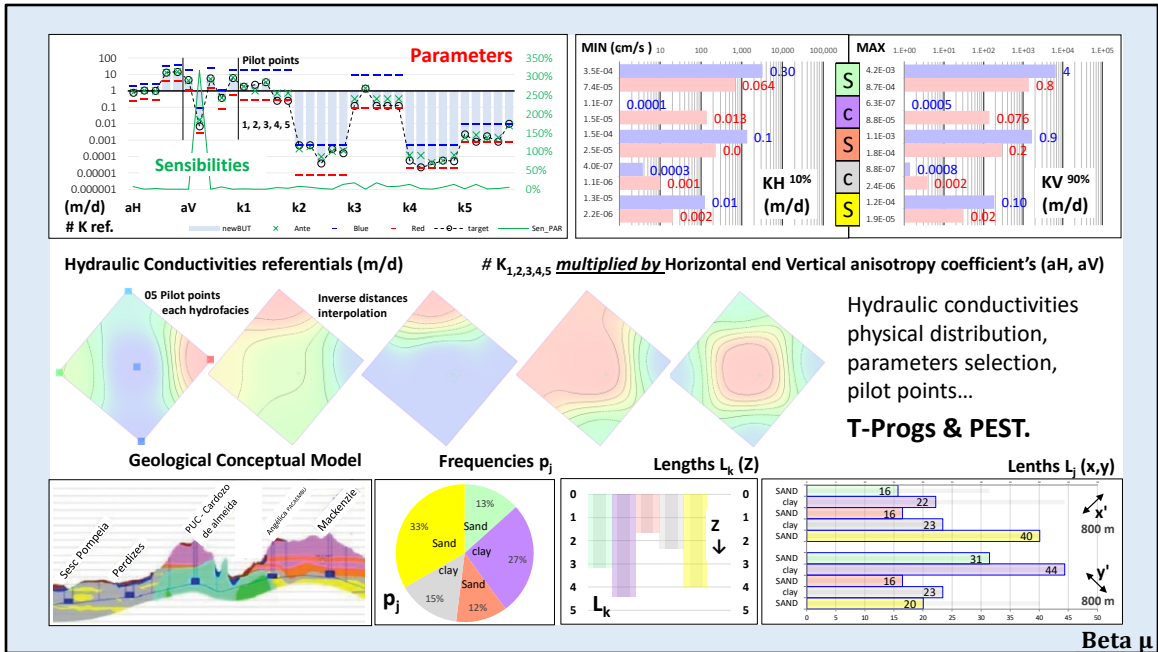 Parameters
Pilot points
1, 2, 3, 4, 5
Sensibilities
100
10
1
0.1
0.01
0.001
0.0001
0.00001
0.000001
350%
300%
250%
200%
150%
100%
50%
0%
(m/d)
aH aV k1 k2 k3 k4 k5
# K ref.
newBUT Ante Blue Red target Sen_PAR
MIN (cm/s)
10 100 1,000 10,000 100,000
3.5E-04
7.4E-05
1.1E-07
1.5E-05
1.5E-04
2.5E-05
4.0E-07
1.1E-06
1.3E-05
2.2E-06
0.30
0.064
0.0001
0.013
0.1
0.0
0.0003
0.001
0.01
0.002
KH 10%
(m/d)
S
c
S
c
S
MAX
1.E+00 1.E+01 1.E+02 1.E+03 1.E+04 1.E+05
4.2E-03
8.7E-04
6.3E-07
8.8E-05
1.1E-03
1.8E-04
8.8E-07
2.4E-06
1.2E-04
1.9E-05
4
0.8
0.0005
0.076
0.9
0.2
0.0008
0.002
0.10
0.02
KV 90%
(m/d)
Hydraulic Conductivities referentials (m/d)
# K1,2,3,4,5 multiplied by Horizontal end Vertical anisotropy coefficient's (aH, aV)
05 Pilot points
each hydrofacies
Inverse distances
interpolation
Hydraulic conductivities
physical distribution,
parameters selection,
pilot points...
T-Progs & PEST.
Geological Conceptual Model
Sesc Pompeia
Perdizes
PUC - Cardozo
de almeida
Angélica PACAEMBU
Mackenzie
Frequencies pj
13%
Sand
27%
clay
12%
Sand
15%
clay
33%
Sand
pj
Lengths Lk (Z)
0
1
2
3
4
5
0
1
2
3
4
5
Z
Lk
Lenths Lj (x,y)
SAND 16
clay 22
SAND 16
clay 23
SAND 40
x'
800 m
SAND 31
clay 44
SAND 16
clay 23
SAND 20
y'
800 m
0 5 10 15 20 25 30 35 40 45 50
Beta μ